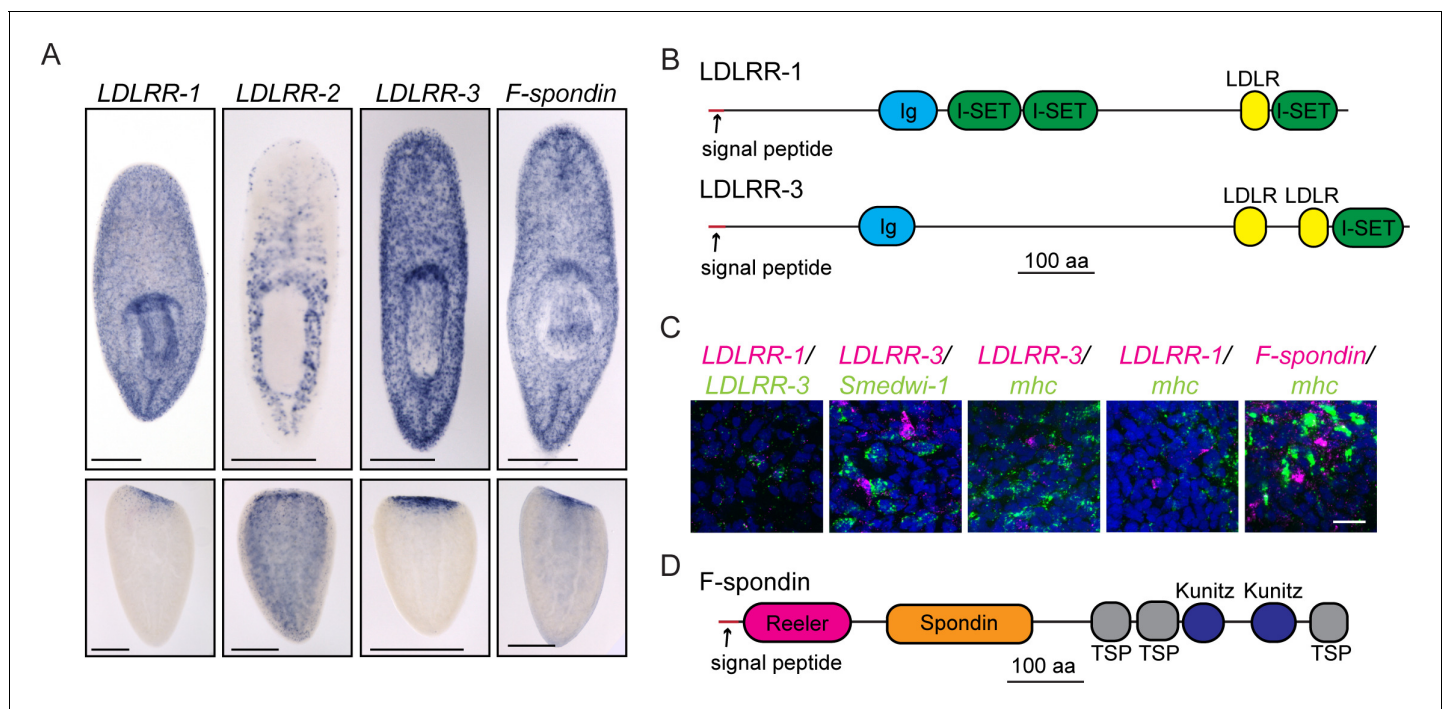 A
LDLRR-1 LDLRR-2 LDLRR-3 F-spondin
B
LDLRR-1
LDLR
Ig I-SET I-SET I-SET
signal peptide
LDLRR-3
LDLR LDLR
Ig I-SET
signal peptide
100 aa
C
LDLRR-1/ LDLRR-3/ LDLRR-3/ LDLRR-1/ F-spondin/
LDLRR-3 Smedwi-1 mhc mhc mhc
D
F-spondin
Kunitz Kunitz
Reeler Spondin
TSP TSP TSP
signal peptide
100 aa